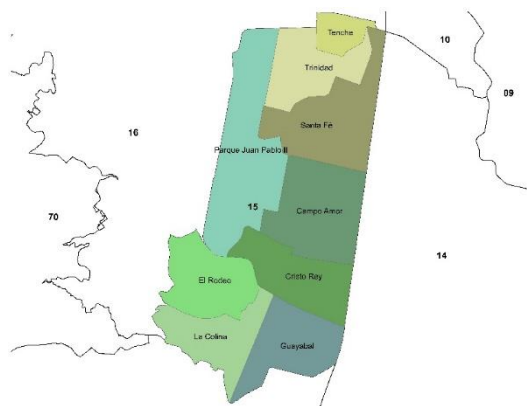 Tenche
10
Trinidad
09
Santa Fé
16
Parque Juan Pablo II
15
Campo Amor
70
14
El Rodeo
Cristo Rey
La Colina
Guayabal